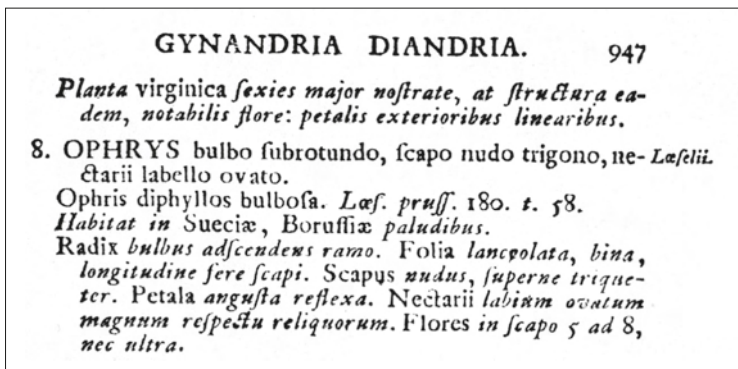 GYNANDRIA DIANDRIA. 947
Planta virginica ſexies major noſtrate, at ſtructura ea-
dem, notabilis flore: petalis exterioribus linearibus.
8. OPHRYS bulbo ſubrotundo, ſcapo nudo trigono, ne- Lœſelii.
ctarii labello ovato.
Ophris diphyllos bulboſa. Lœſ. pruſſ. 180. t. 58.
Habitat in Sueciæ, Boruſſiæ paludibus.
Radix bulbus adſcendens ramo. Folia lanceolata, bina,
longitudine fere ſcapi. Scapus nudus, ſuperne trique-
ter. Petala anguſta reflexa. Nectarii labium ovatum
magnum reſpectu reliquorum. Flores in ſcapo 5 ad 8,
nec ultra.